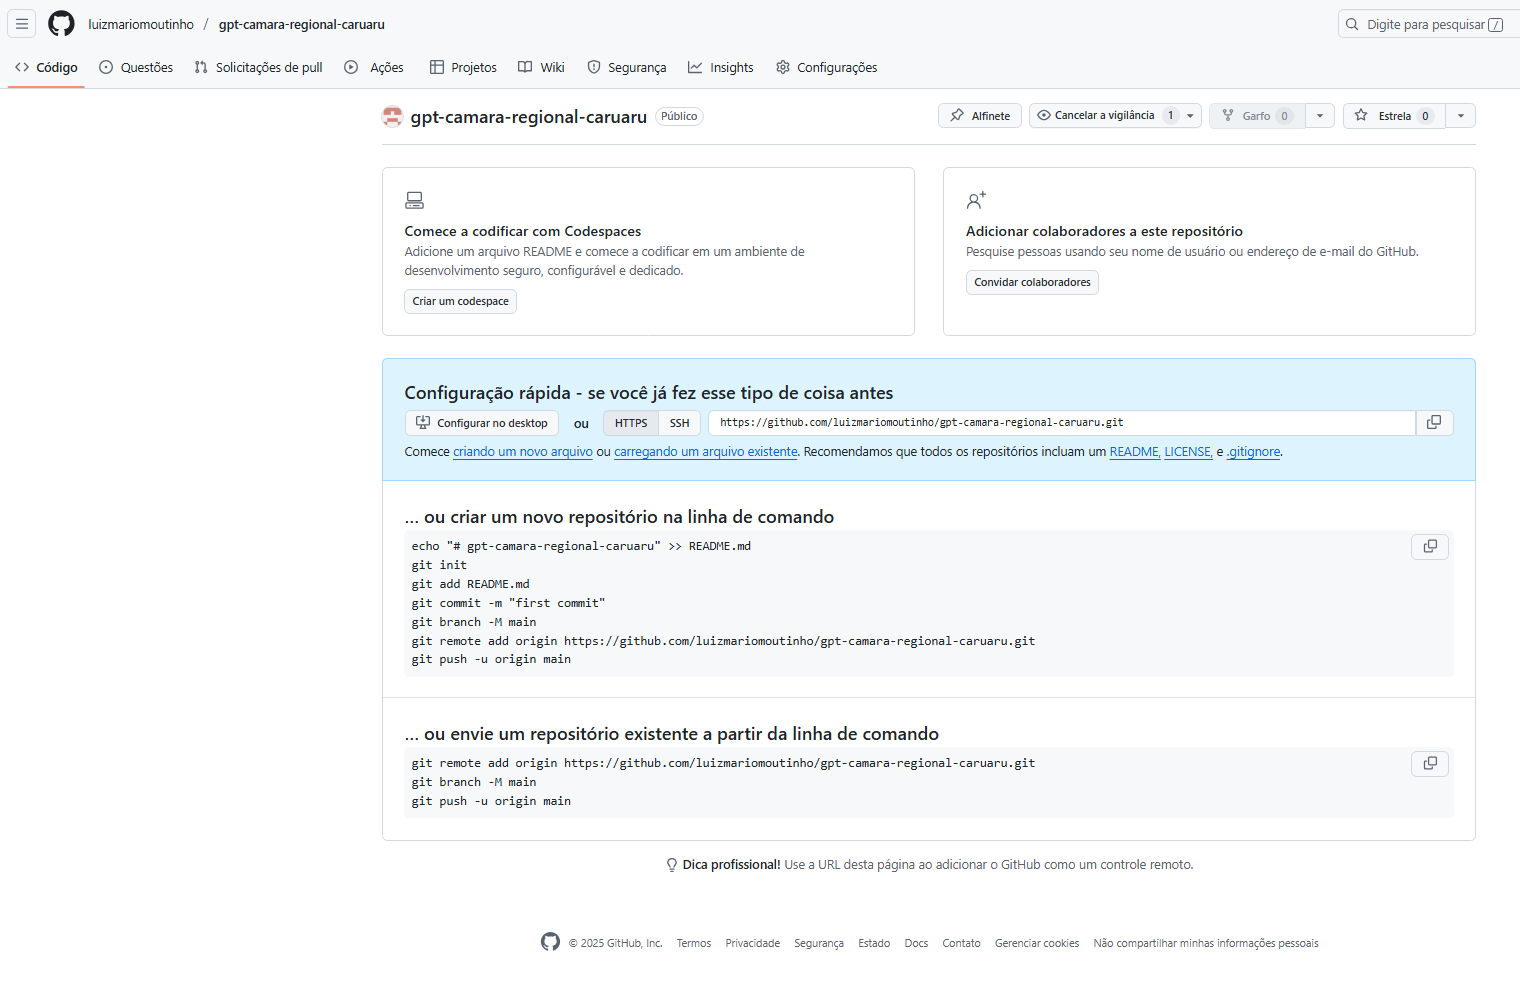 luizmariomoutinho / gpt-camara-regional-caruaru
Digite para pesquisar /
Código Questões Solicitações de pull Ações Projetos Wiki Segurança Insights Configurações
gpt-camara-regional-caruaru Público
Alfinete Cancelar a vigilância 1 Garfo 0 Estrela 0
Comece a codificar com Codespaces
Adicione um arquivo README e comece a codificar em um ambiente de
desenvolvimento seguro, configurável e dedicado.
Criar um codespace
Adicionar colaboradores a este repositório
Pesquise pessoas usando seu nome de usuário ou endereço de e-mail do GitHub.
Convidar colaboradores
Configuração rápida - se você já fez esse tipo de coisa antes
Configurar no desktop ou HTTPS SSH https://github.com/luizmariomoutinho/gpt-camara-regional-caruaru.git
Comece criando um novo arquivo ou carregando um arquivo existente. Recomendamos que todos os repositórios incluam um README, LICENSE, e .gitignore.
... ou criar um novo repositório na linha de comando
echo "# gpt-camara-regional-caruaru" >> README.md
git init
git add README.md
git commit -m "first commit"
git branch -M main
git remote add origin https://github.com/luizmariomoutinho/gpt-camara-regional-caruaru.git
git push -u origin main
... ou envie um repositório existente a partir da linha de comando
git remote add origin https://github.com/luizmariomoutinho/gpt-camara-regional-caruaru.git
git branch -M main
git push -u origin main
Dica profissional! Use a URL desta página ao adicionar o GitHub como um controle remoto.
© 2025 GitHub, Inc. Termos Privacidade Segurança Estado Docs Contato Gerenciar cookies Não compartilhar minhas informações pessoais